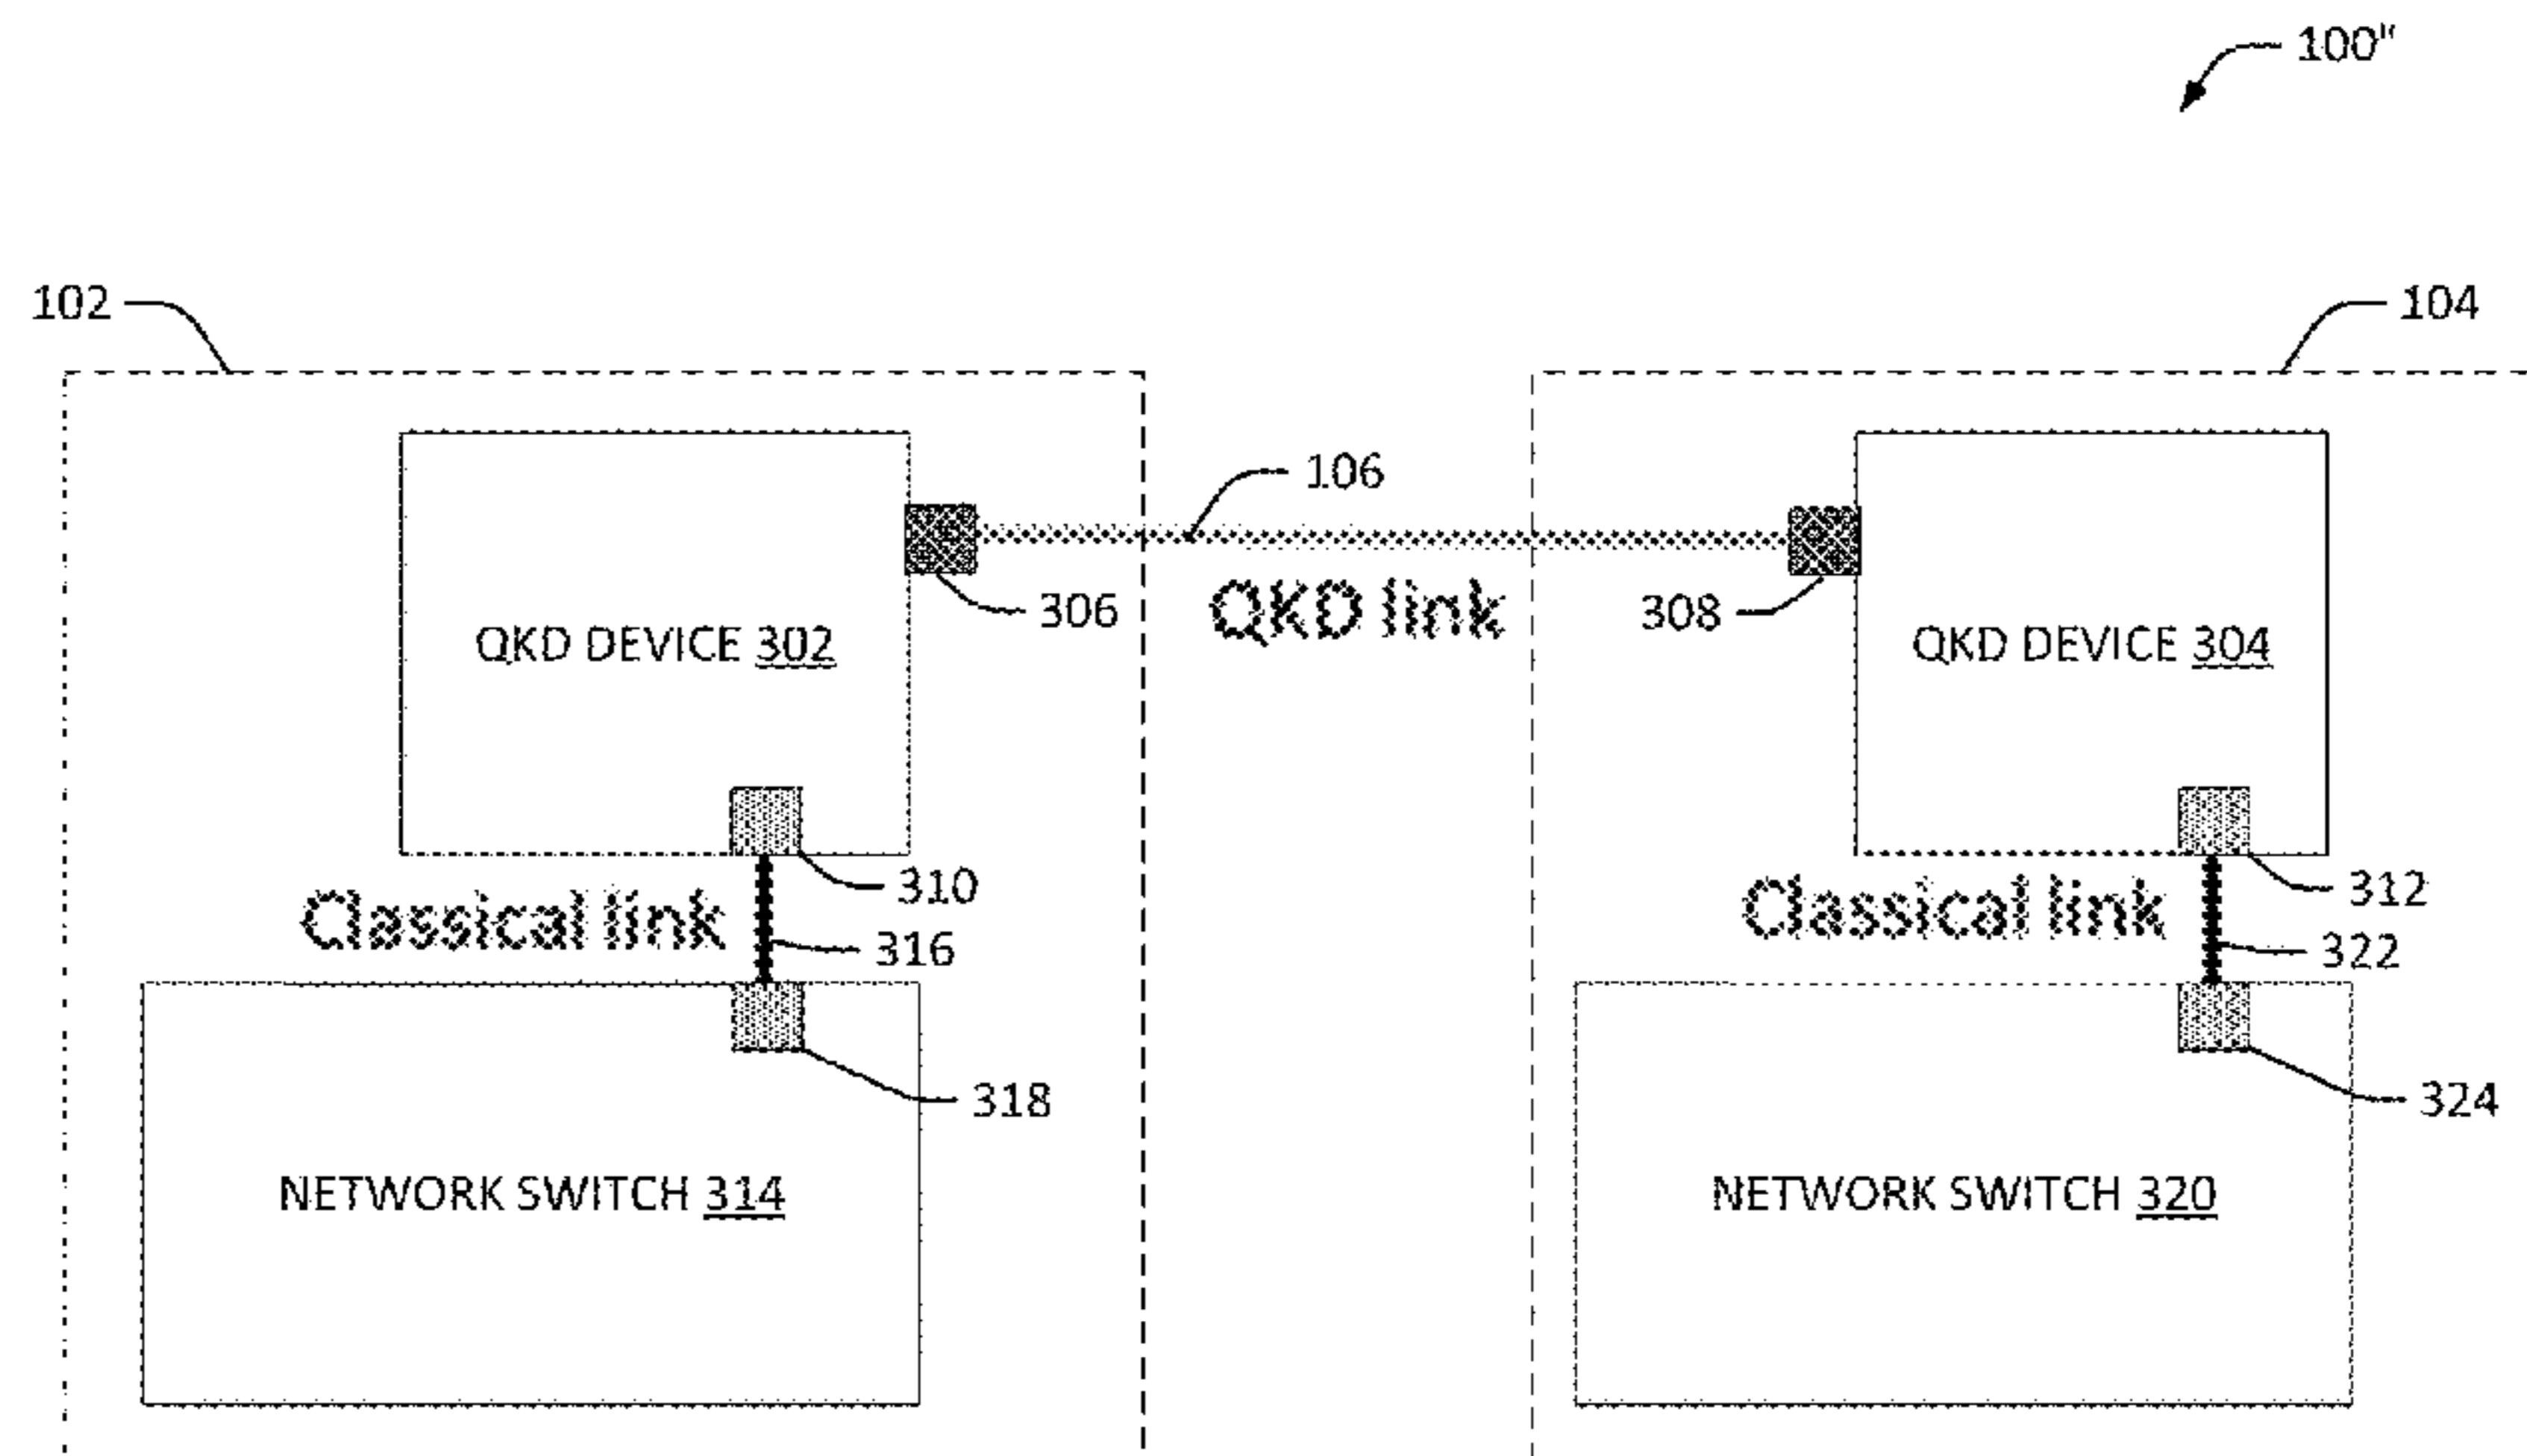 100"
102
104
106
306
QKD link
308
QKD DEVICE 302
QKD DEVICE 304
310
312
Classical link
Classical link
316
322
318
324
NETWORK SWITCH 314
NETWORK SWITCH 320